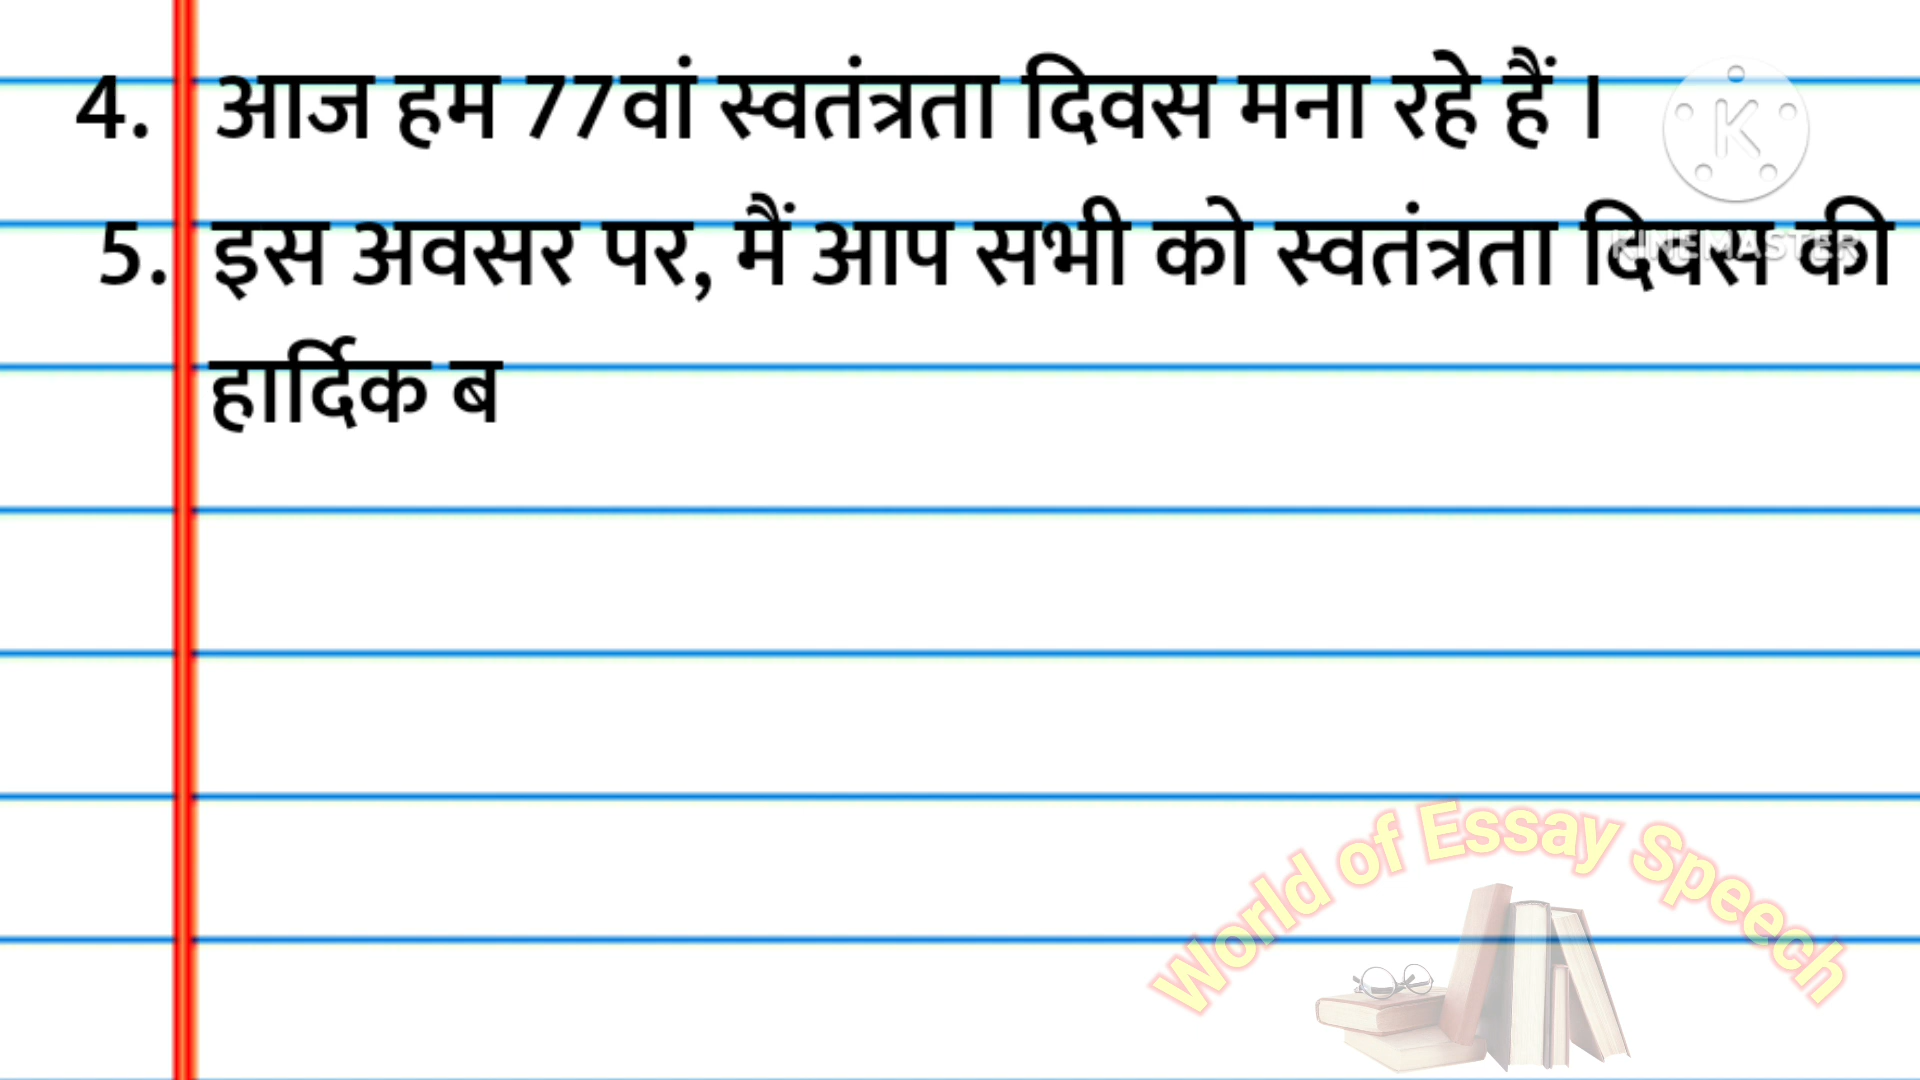 4. आज हम 77वां स्वतंत्रता दिवस मना रहे हैं ।
K
KINEMASTER
5. इस अवसर पर, मैं आप सभी को स्वतंत्रता दिवस की
हार्दिक ब
World of Essay Speech